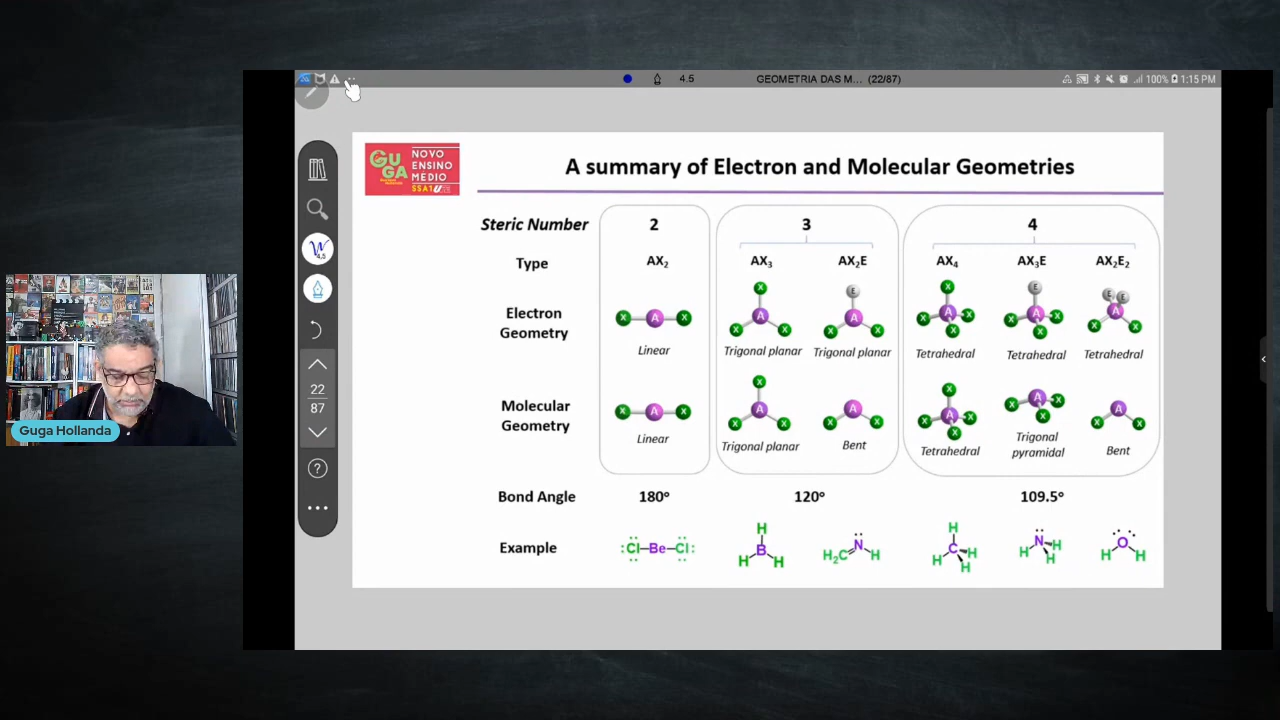 4.5 GEOMETRIA DAS M... (22/87) 100% 1:15 PM
GUGA
NOVO
ENSINO
MÉDIO
SSA1
A summary of Electron and Molecular Geometries
Steric Number 2 3 4
Type AX₂ AX₃ AX₂E AX₄ AX₃E AX₂E₂
Electron
Geometry
X A X
X A X X
E A X X
X A X X X
E A X X X
E E A X X
Linear Trigonal planar Trigonal planar Tetrahedral Tetrahedral Tetrahedral
Molecular
Geometry
X A X
X A X X
A X X
X A X X X
A X X X
A X X
Linear Trigonal planar Bent Tetrahedral Trigonal
pyramidal Bent
Bond Angle 180° 120° 109.5°
Example :Cl—Be—Cl:
H
B
H H
H₂C N H
H
C
H H
H
N
H H
H
O
H H
W
4,5
22
87
?
Guga Hollanda